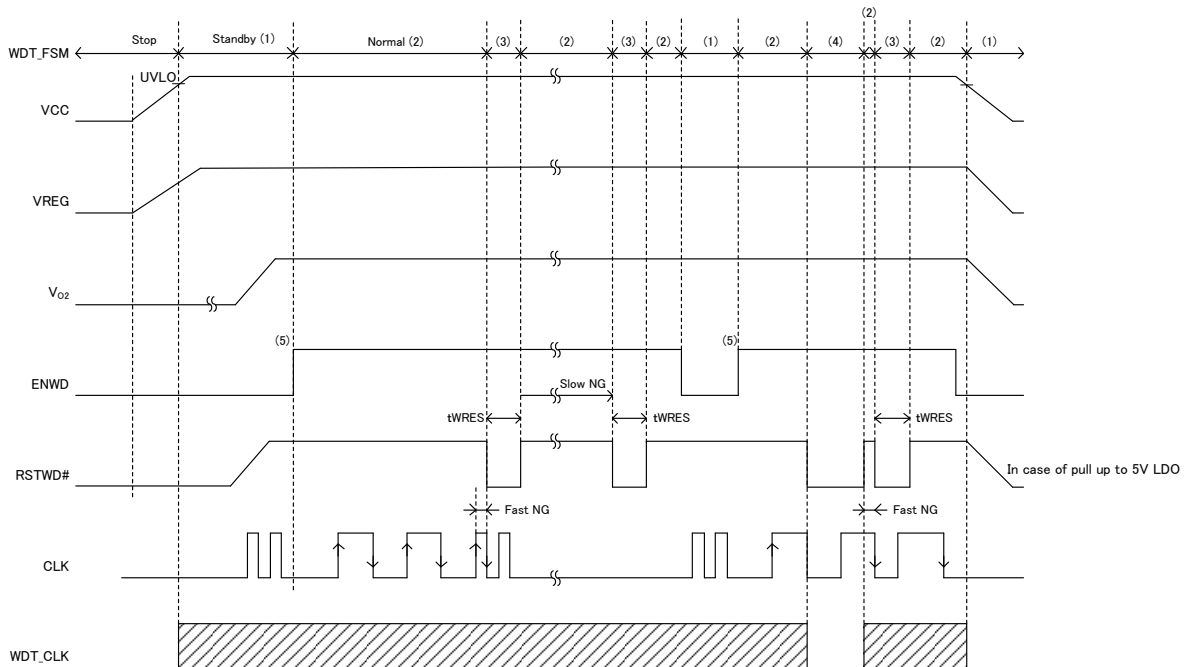 (2)
Stop Standby (1) Normal (2) (3) (2) (3) (2) (1) (2) (4) (3) (2) (1)
WDT_FSM
UVLO
VCC
VREG
VO2
(5) (5)
ENWD
Slow NG
tWRES tWRES tWRES
RSTWD#
In case of pull up to 5V LDO
Fast NG Fast NG
CLK
WDT_CLK